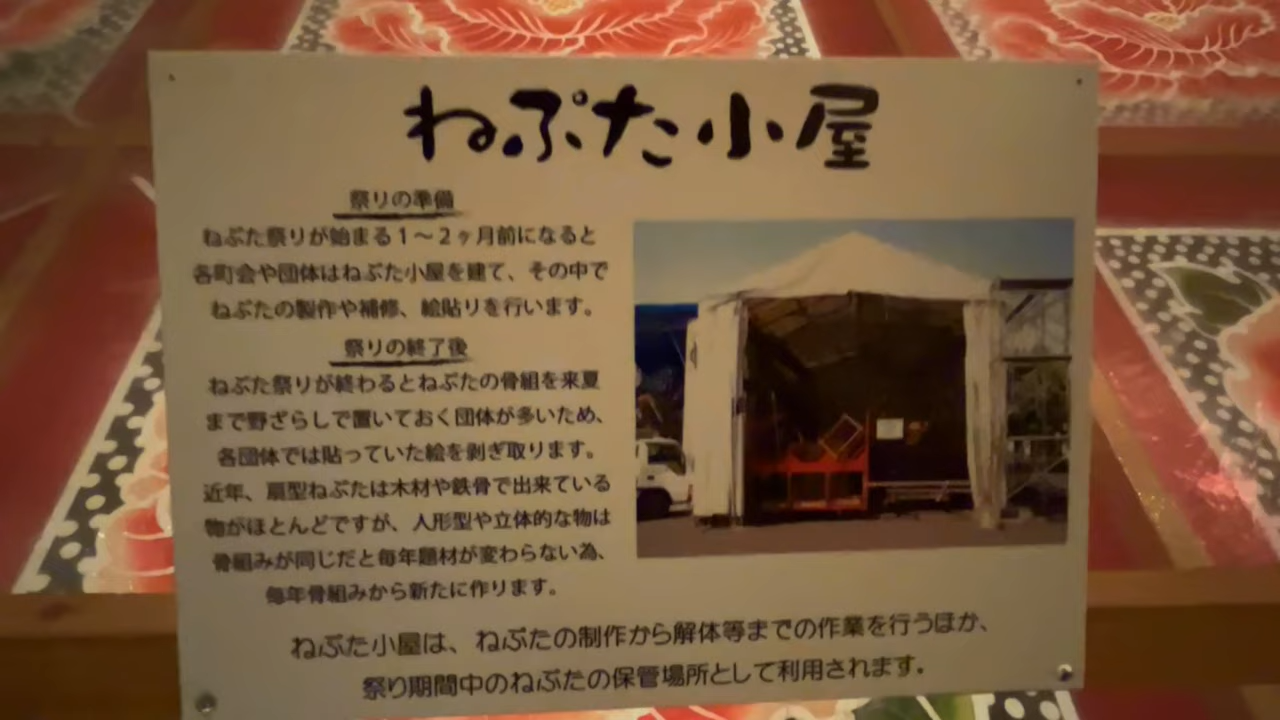 ねぷた小屋
祭りの準備
ねぷた祭りが始まる1〜2ヶ月前になると
各町会や団体はねぷた小屋を建て、その中で
ねぷたの製作や補修、絵貼りを行います。
祭りの終了後
ねぷた祭りが終わるとねぷたの骨組を来夏
まで野ざらしで置いておく団体が多いため、
各団体では貼っていた絵を剥ぎ取ります。
近年、扇型ねぷたは木材や鉄骨で出来ている
物がほとんどですが、人形型や立体的な物は
骨組みが同じだと毎年題材が変わらない為、
毎年骨組みから新たに作ります。
ねぷた小屋は、ねぷたの制作から解体等までの作業を行うほか、
祭り期間中のねぷたの保管場所として利用されます。